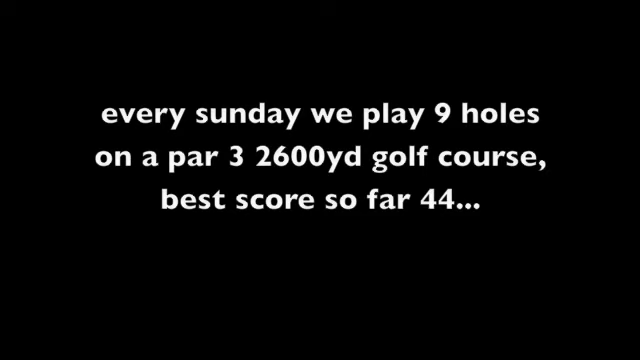 every sunday we play 9 holes
on a par 3 2600yd golf course,
best score so far 44...